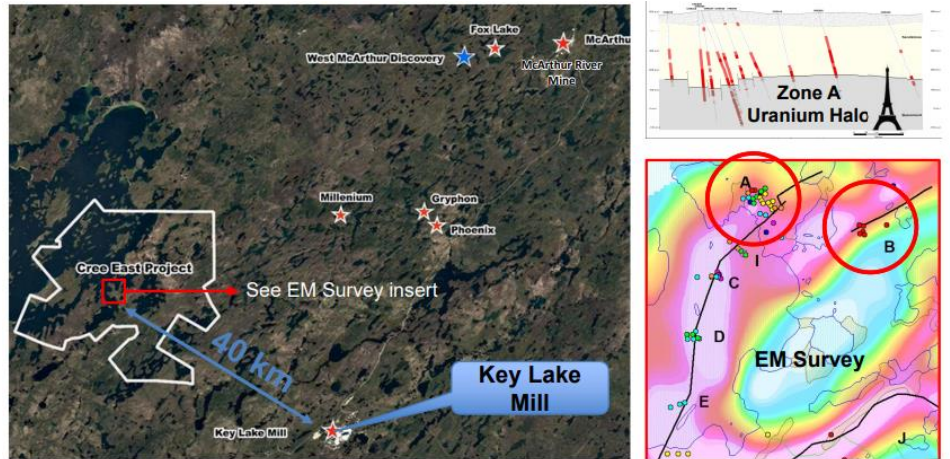 Fox Lake
McArthu
West McArthur Discovery
McArthur River
Mine
Millenium
Gryphon
Phoenix
Cree East Project
See EM Survey insert
40 km
Key Lake
Mill
Key Lake Mill
Zone A
Uranium Halo
A
B
I
C
D
EM Survey
E
J